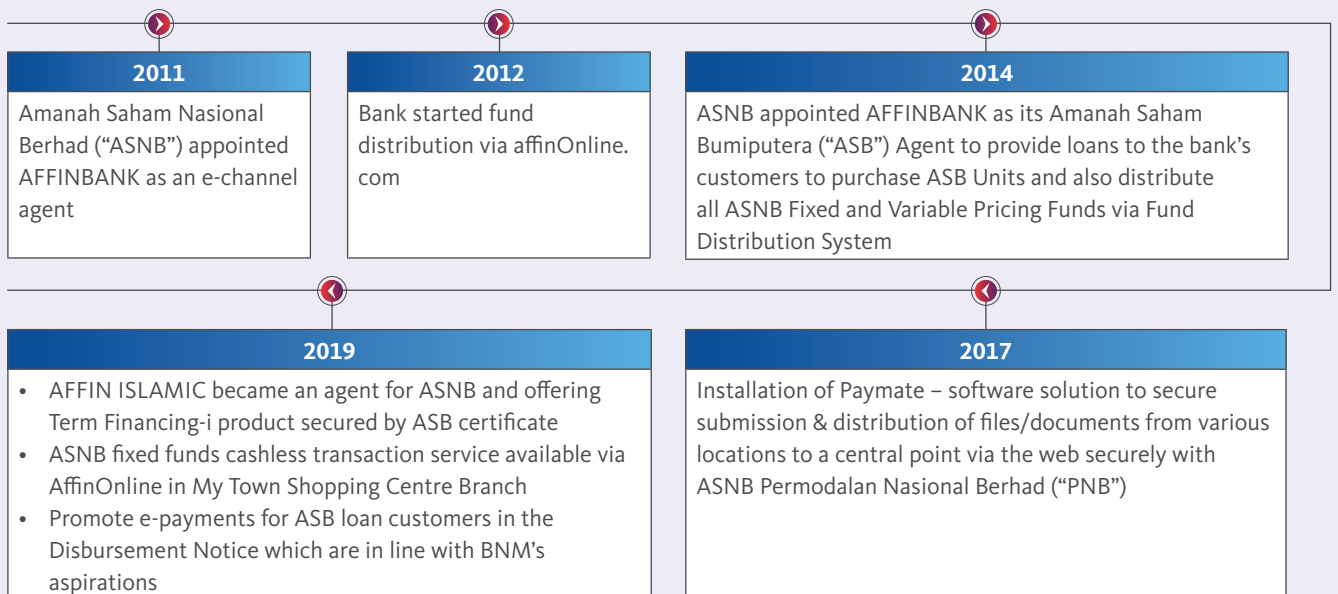 2011
Amanah Saham Nasional
Berhad (“ASNB”) appointed
AFFINBANK as an e-channel
agent
2012
Bank started fund
distribution via affinOnline.
com
2014
ASNB appointed AFFINBANK as its Amanah Saham
Bumiputera (“ASB”) Agent to provide loans to the bank’s
customers to purchase ASB Units and also distribute
all ASNB Fixed and Variable Pricing Funds via Fund
Distribution System
2017
Installation of Paymate – software solution to secure
submission & distribution of files/documents from various
locations to a central point via the web securely with
ASNB Permodalan Nasional Berhad (“PNB”)
2019
• AFFIN ISLAMIC became an agent for ASNB and offering
Term Financing-i product secured by ASB certificate
• ASNB fixed funds cashless transaction service available via
AffinOnline in My Town Shopping Centre Branch
• Promote e-payments for ASB loan customers in the
Disbursement Notice which are in line with BNM’s
aspirations